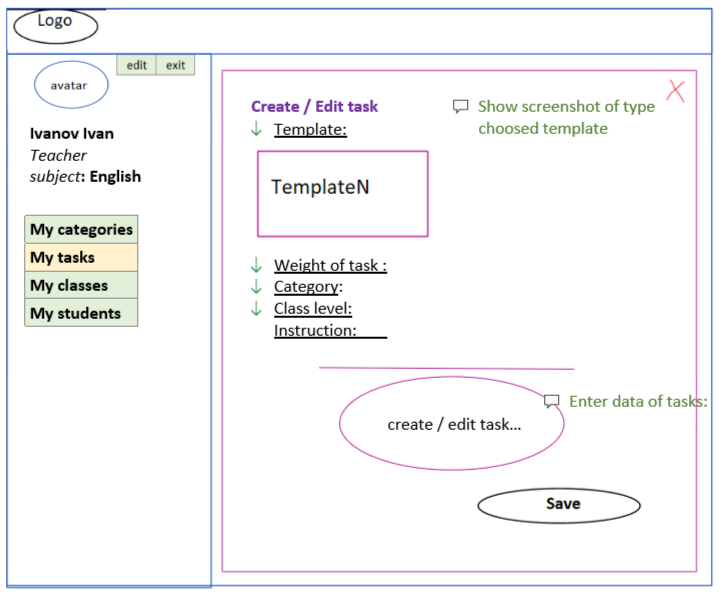 Logo
edit exit
avatar
Ivanov Ivan
Teacher
subject: English
My categories
My tasks
My classes
My students
Create / Edit task
Template:
Show screenshot of type
choosed template
TemplateN
Weight of task :
Category:
Class level:
Instruction:
Enter data of tasks:
create / edit task...
Save